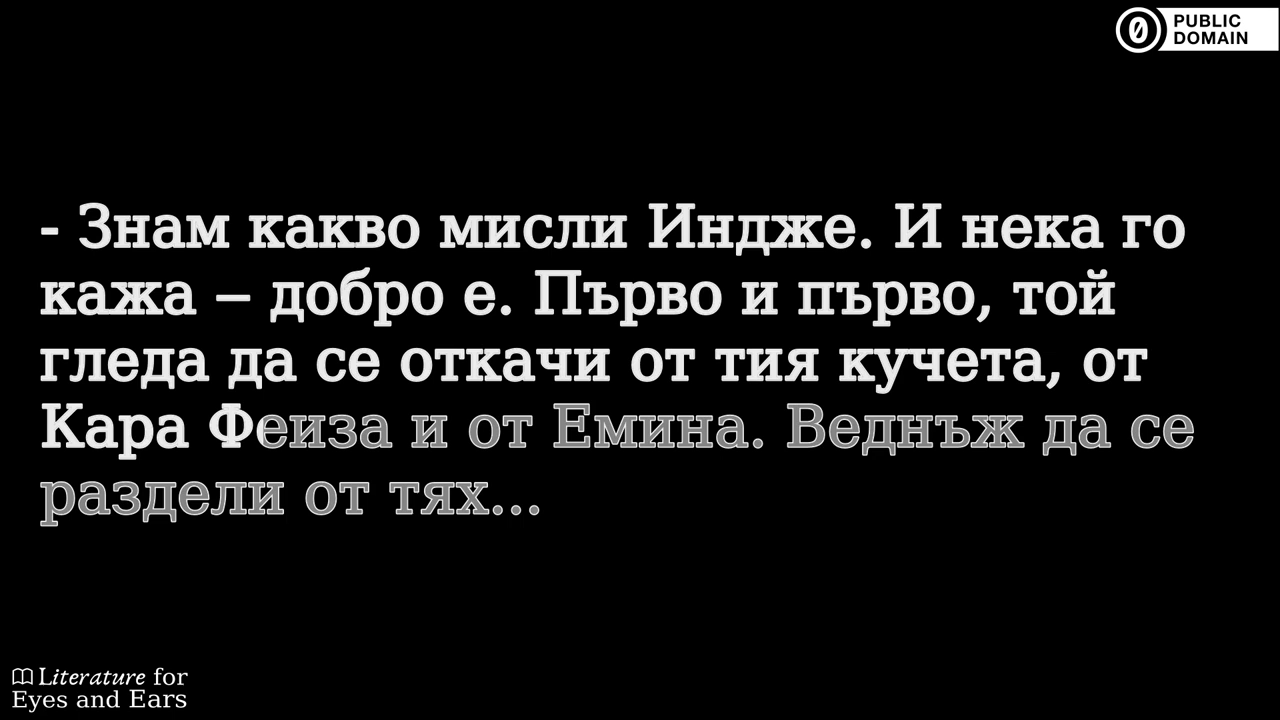 PUBLIC
DOMAIN
- Знам какво мисли Индже. И нека го
кажа – добро е. Първо и първо, той
гледа да се откачи от тия кучета, от
Кара Феиза и от Емина. Веднъж да се
раздели от тях...
Literature for
Eyes and Ears